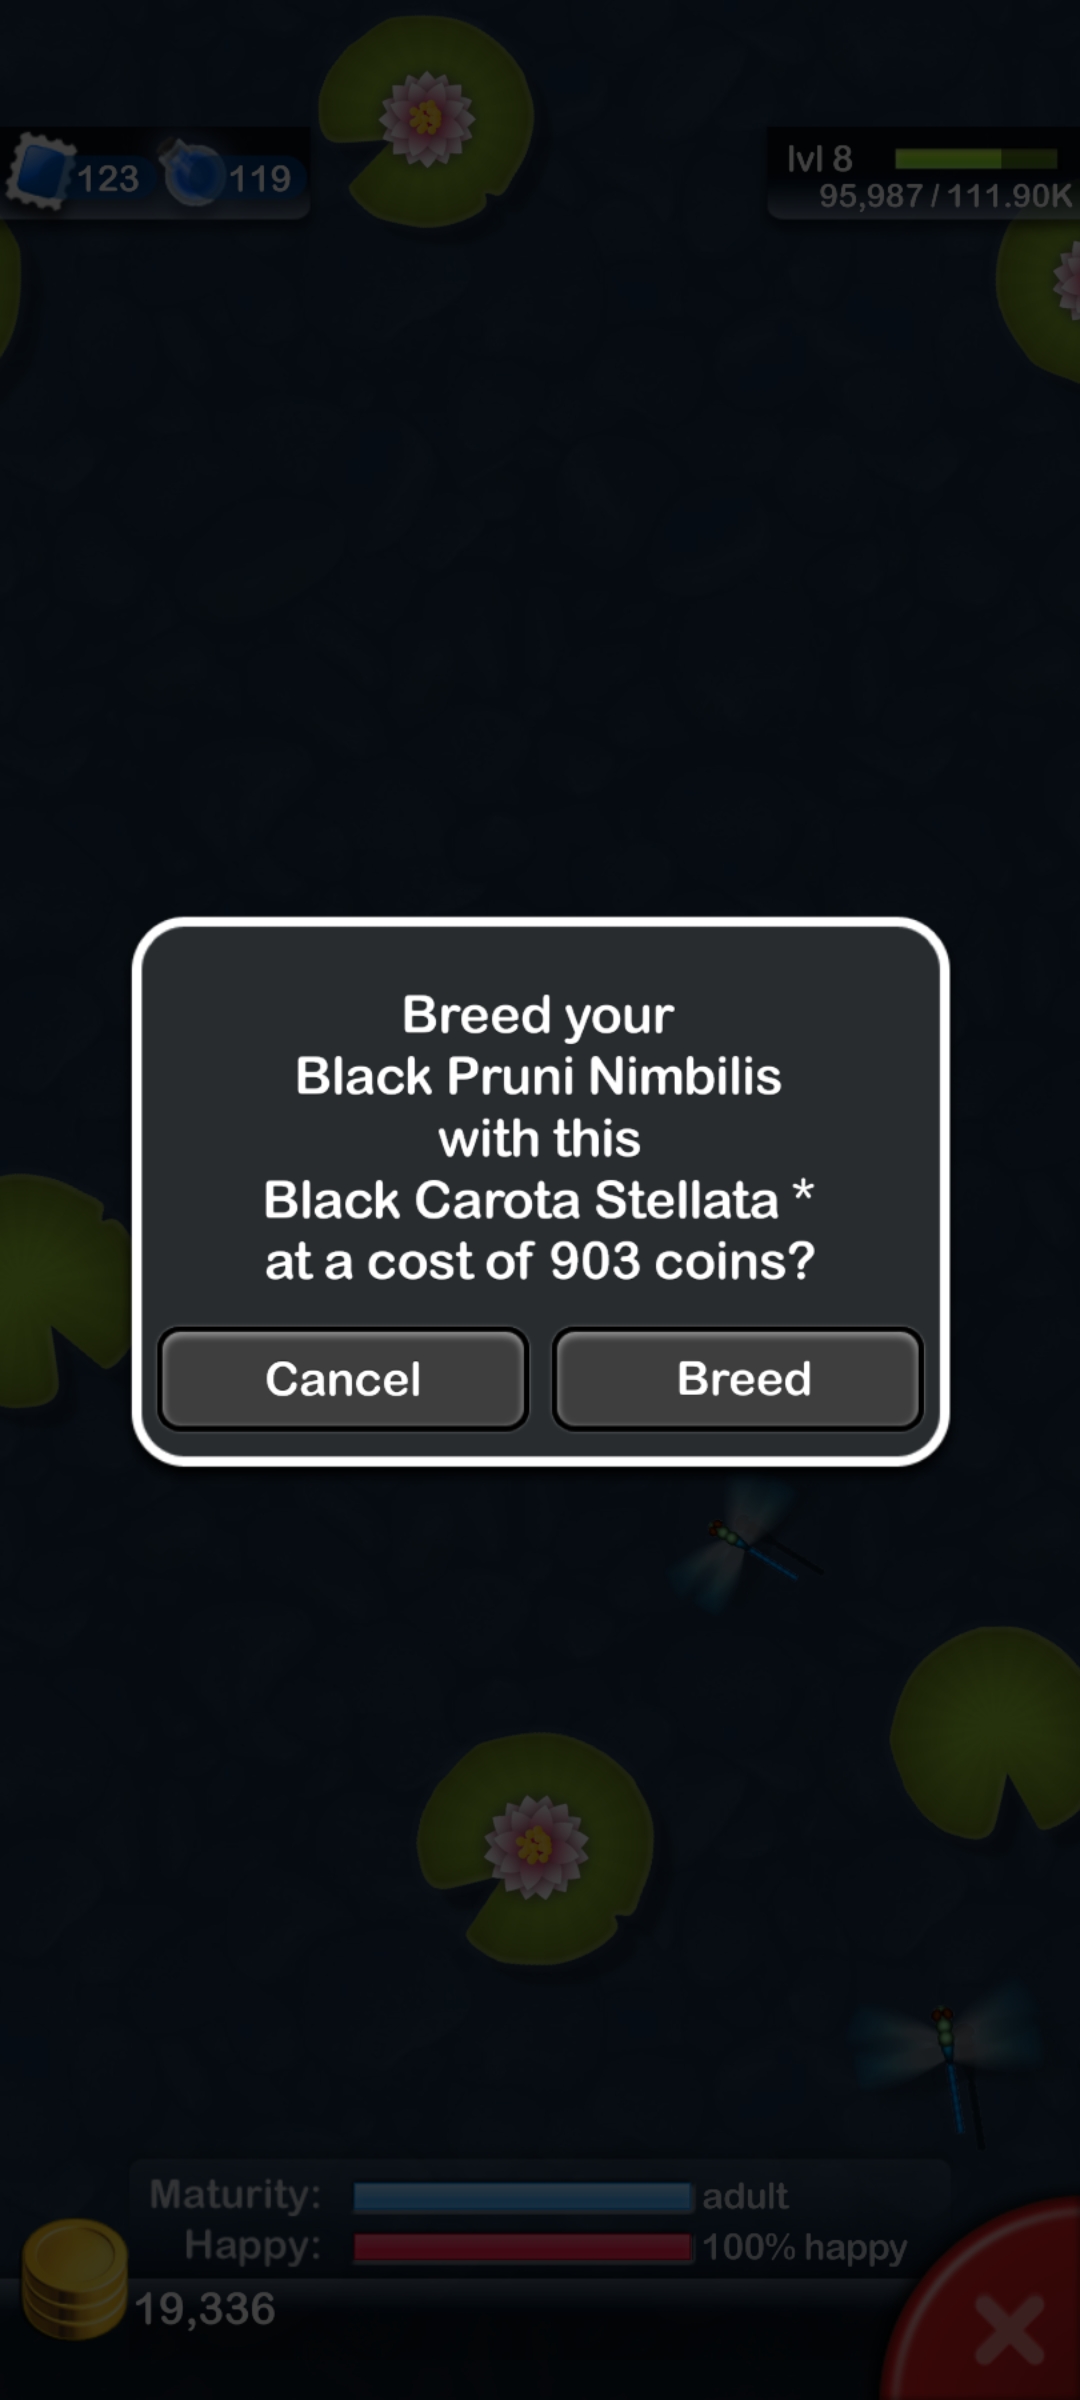 123
119
lvl 8
95,987 / 111.90K
Breed your
Black Pruni Nimbilis
with this
Black Carota Stellata *
at a cost of 903 coins?
Cancel
Breed
Maturity: adult
Happy: 100% happy
19,336